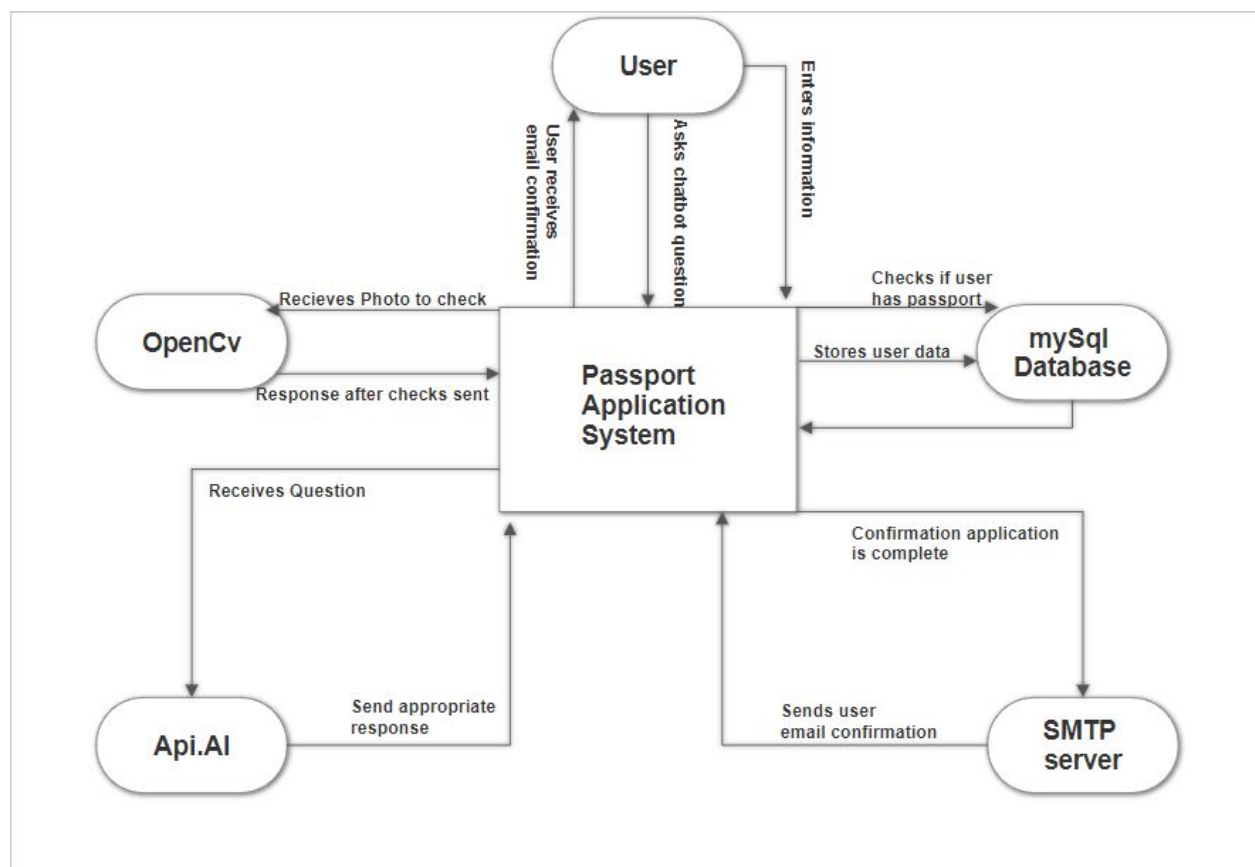 User
User receives
email confirmation
Asks chatbot question
Enters information
Recieves Photo to check
OpenCv
Response after checks sent
Passport
Application
System
Checks if user
has passport
mySql
Database
Stores user data
Receives Question
Confirmation application
is complete
Send appropriate
response
Api.AI
Sends user
email confirmation
SMTP
server